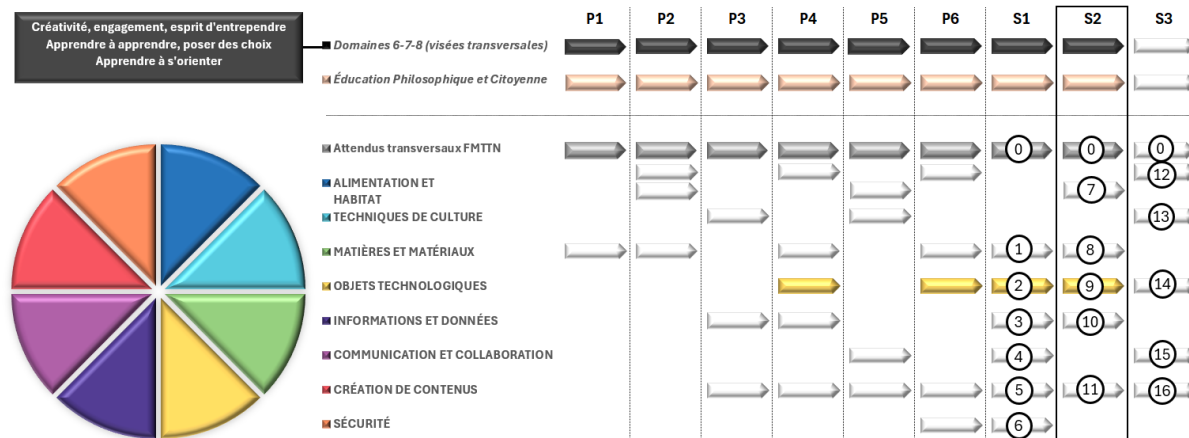 Créativité, engagement, esprit d'entrependre
Apprendre à apprendre, poser des choix
Apprendre à s'orienter
P1 P2 P3 P4 P5 P6 S1 S2 S3
Domaines 6-7-8 (visées transversales)
Éducation Philosophique et Citoyenne
Attendus transversaux FMTTN 0 0 0
12
ALIMENTATION ET
HABITAT 7
TECHNIQUES DE CULTURE 13
MATIÈRES ET MATÉRIAUX 1 8
OBJETS TECHNOLOGIQUES 2 9 14
INFORMATIONS ET DONNÉES 3 10
COMMUNICATION ET COLLABORATION 4 15
CRÉATION DE CONTENUS 5 11 16
SÉCURITÉ 6